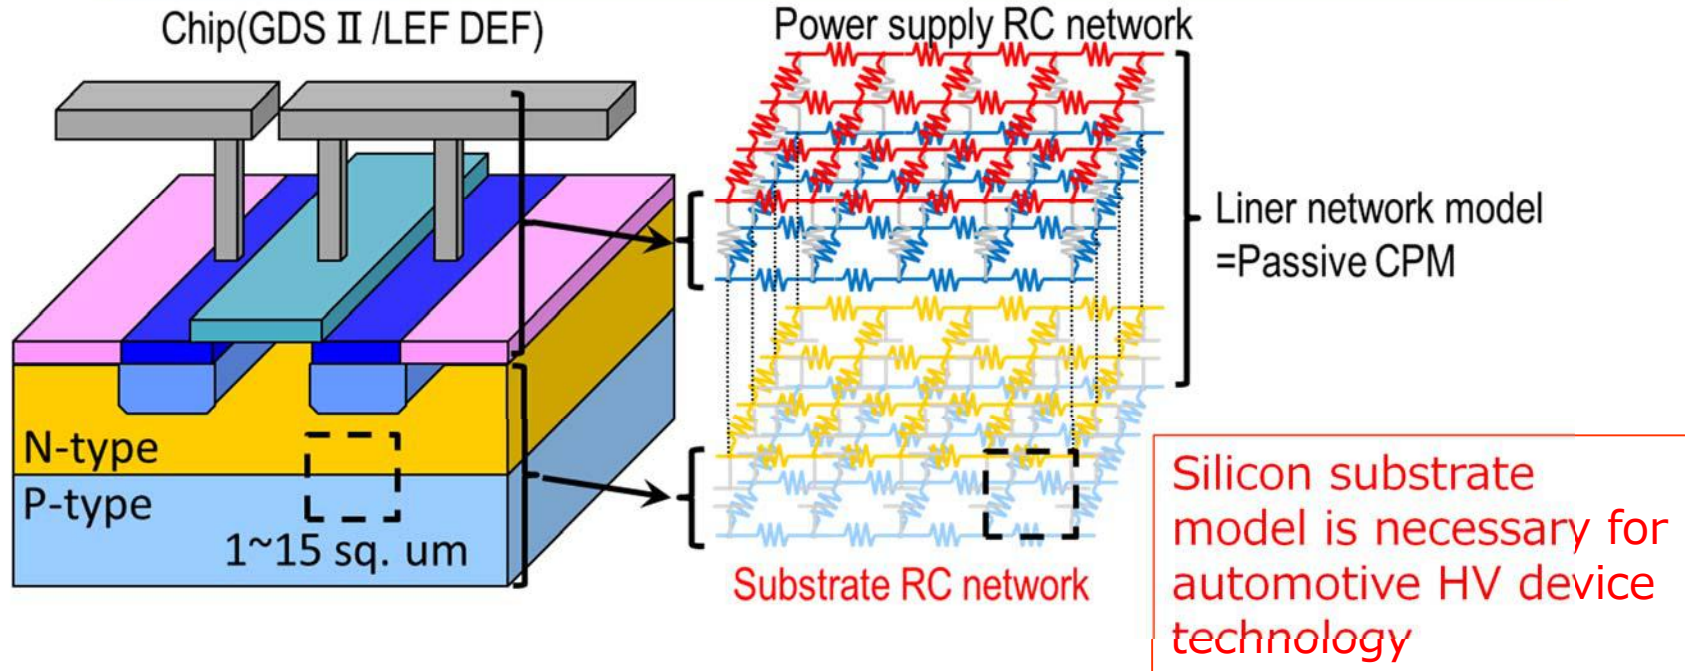 Chip(GDS Ⅱ /LEF DEF)
Power supply RC network
Liner network model
=Passive CPM
N-type
P-type
1~15 sq. um
Substrate RC network
Silicon substrate
model is necessary for
automotive HV device
technology